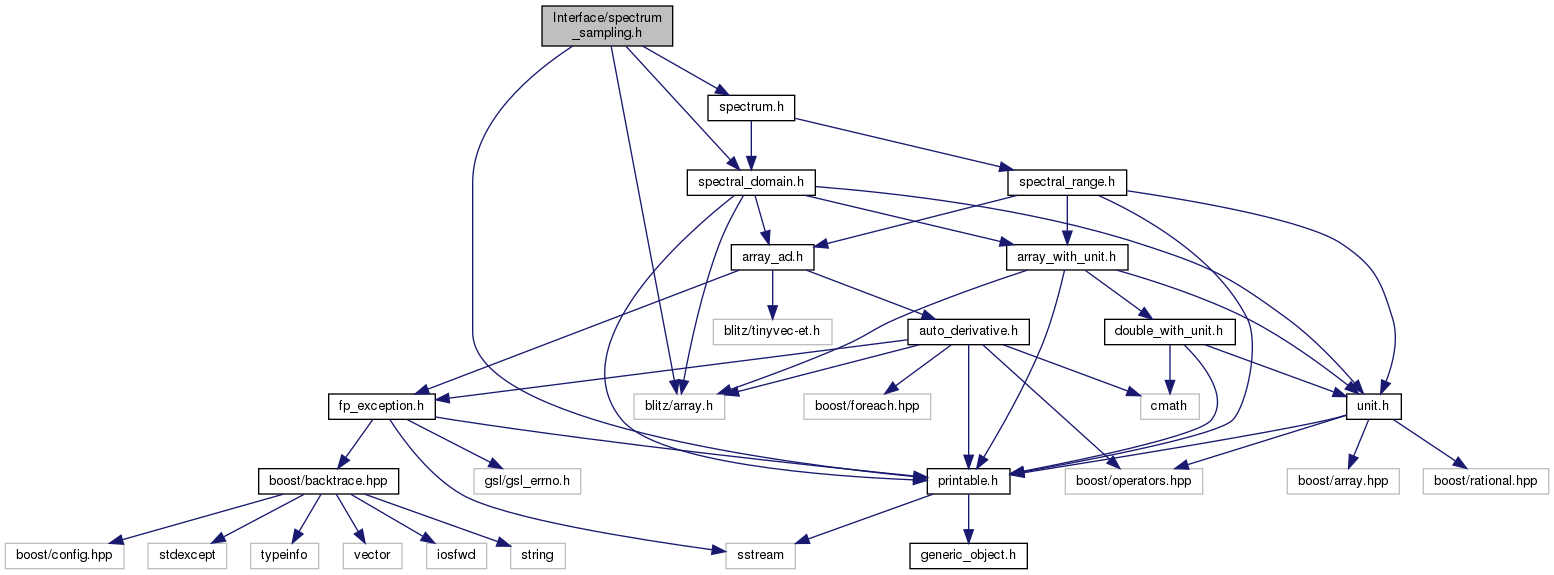 Interface/spectrum
_sampling.h
spectrum.h
spectral_domain.h
spectral_range.h
array_ad.h
array_with_unit.h
blitz/tinyvec-et.h
auto_derivative.h
double_with_unit.h
fp_exception.h
blitz/array.h
boost/foreach.hpp
cmath
unit.h
boost/backtrace.hpp
gsl/gsl_errno.h
printable.h
boost/operators.hpp
boost/array.hpp
boost/rational.hpp
boost/config.hpp
stdexcept
typeinfo
vector
iosfwd
string
sstream
generic_object.h